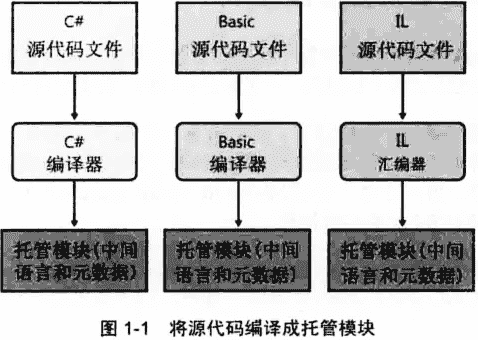 C#
源代码文件
Basic
源代码文件
IL
源代码文件
C#
编译器
Basic
编译器
IL
汇编器
托管模块(中间
语言和元数据)
托管模块(中间
语言和元数据)
托管模块(中间
语言和元数据)
图 1-1 将源代码编译成托管模块